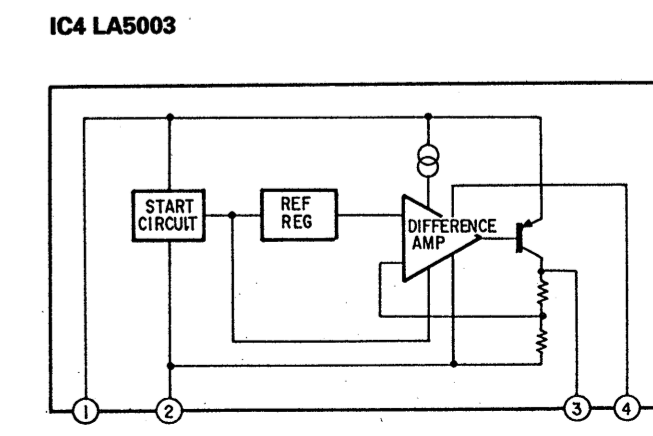 IC4 LA5003
START
CIRCUIT
REF
REG
DIFFERENCE
AMP
1
2
3
4